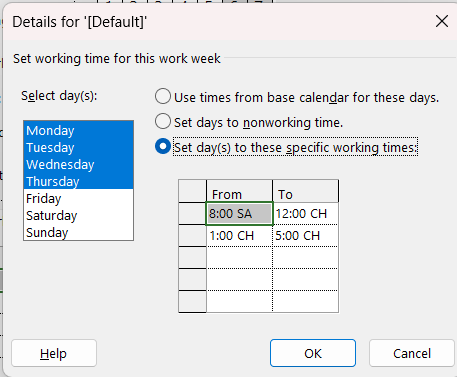 Details for '[Default]'
Set working time for this work week
Select day(s):
Monday
Tuesday
Wednesday
Thursday
Friday
Saturday
Sunday
Use times from base calendar for these days.
Set days to nonworking time.
Set day(s) to these specific working times:
From To
8:00 SA 12:00 CH
1:00 CH 5:00 CH
Help OK Cancel